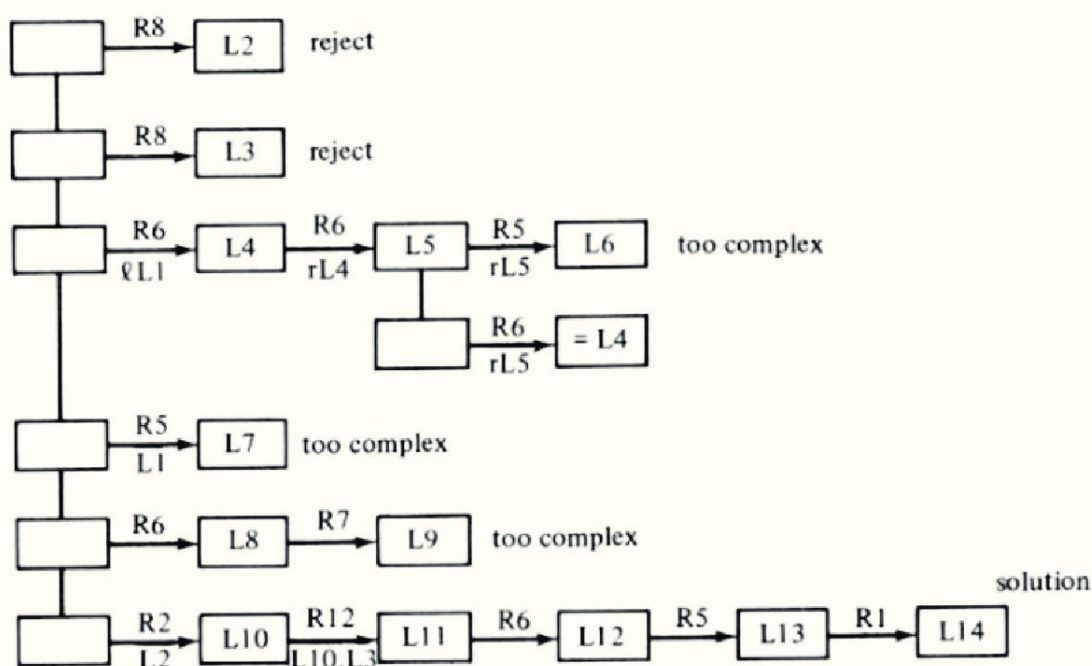 R8 L2 reject
R8 L3 reject
R6 R6 R5
L4 L5 L6 too complex
ℓL1 rL4 rL5
R6
= L4
rL5
R5
L7 too complex
L1
R6 R7
L8 L9 too complex
solution
R2 R12 R6 R5 R1
L10 L11 L12 L13 L14
L2 L10,L3